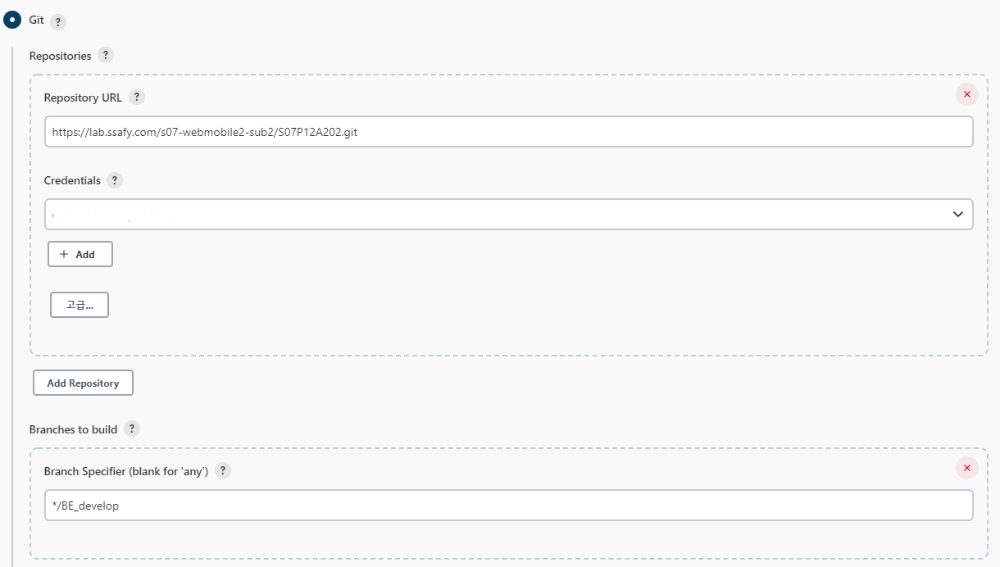 Git ?
Repositories ?
Repository URL ?
https://lab.ssafy.com/s07-webmobile2-sub2/S07P12A202.git
Credentials ?
+ Add
고급...
Add Repository
Branches to build ?
Branch Specifier (blank for 'any') ?
*/BE_develop